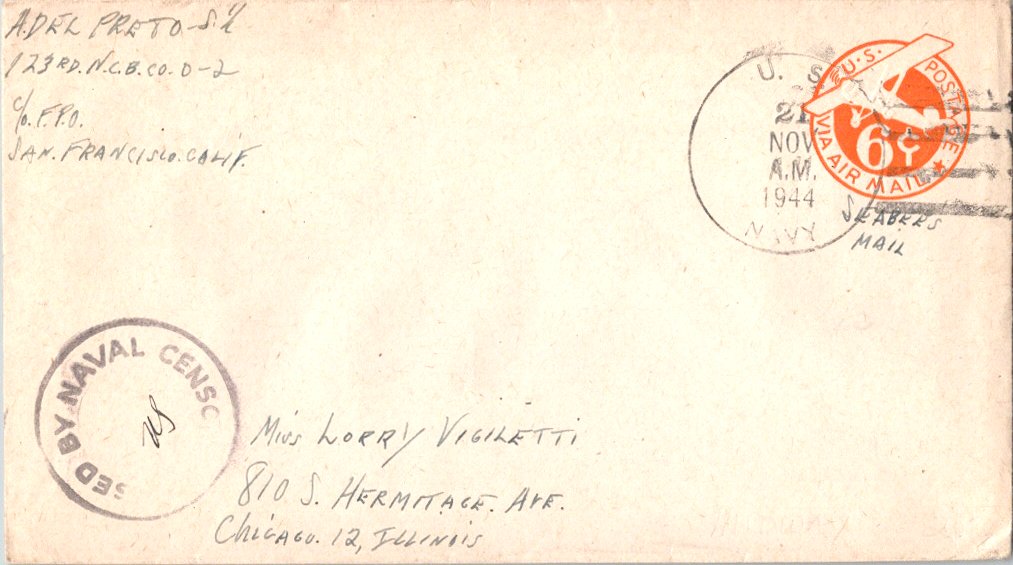 A. DEL PRETO - S. 1/c
123RD. N.C.B. CO. D-2
c/o. F.P.O.
SAN. FRANCISCO. CALIF.
U. S.
21
NOV
A.M.
1944
NAVY
U.S. POSTAGE
VIA AIR MAIL
6¢
SEABEES
MAIL
SED BY NAVAL CENSO
Miss LORRY VIGILETTI
810 S. HERMITAGE. AVE.
Chicago. 12, ILLINOIS